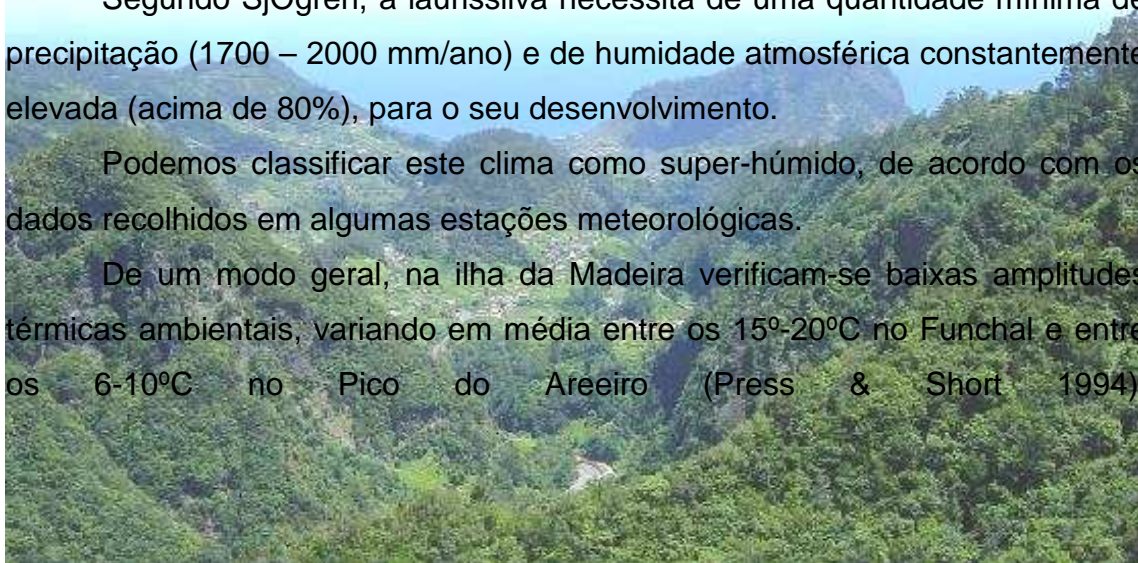 Segundo SjOgren, a laurissilva necessita de uma quantidade mínima de
precipitação (1700 – 2000 mm/ano) e de humidade atmosférica constantemente
elevada (acima de 80%), para o seu desenvolvimento.
Podemos classificar este clima como super-húmido, de acordo com os
dados recolhidos em algumas estações meteorológicas.
De um modo geral, na ilha da Madeira verificam-se baixas amplitudes
térmicas ambientais, variando em média entre os 15º-20ºC no Funchal e entre
os 6-10ºC no Pico do Areeiro (Press & Short 1994)